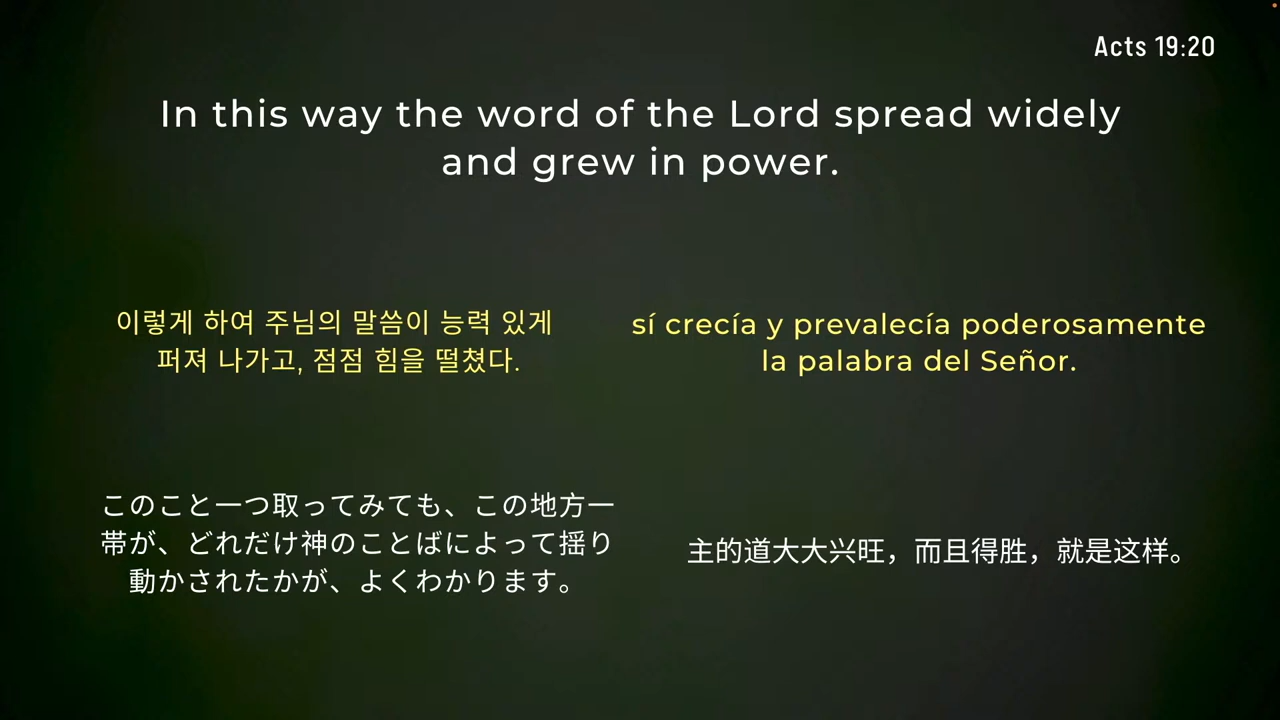 Acts 19:20
In this way the word of the Lord spread widely
and grew in power.
이렇게 하여 주님의 말씀이 능력 있게
퍼져 나가고, 점점 힘을 떨쳤다.
sí crecía y prevalecía poderosamente
la palabra del Señor.
このこと一つ取ってみても、この地方一
帯が、どれだけ神のことばによって揺り
動かされたかが、よくわかります。
主的道大大兴旺，而且得胜，就是这样。